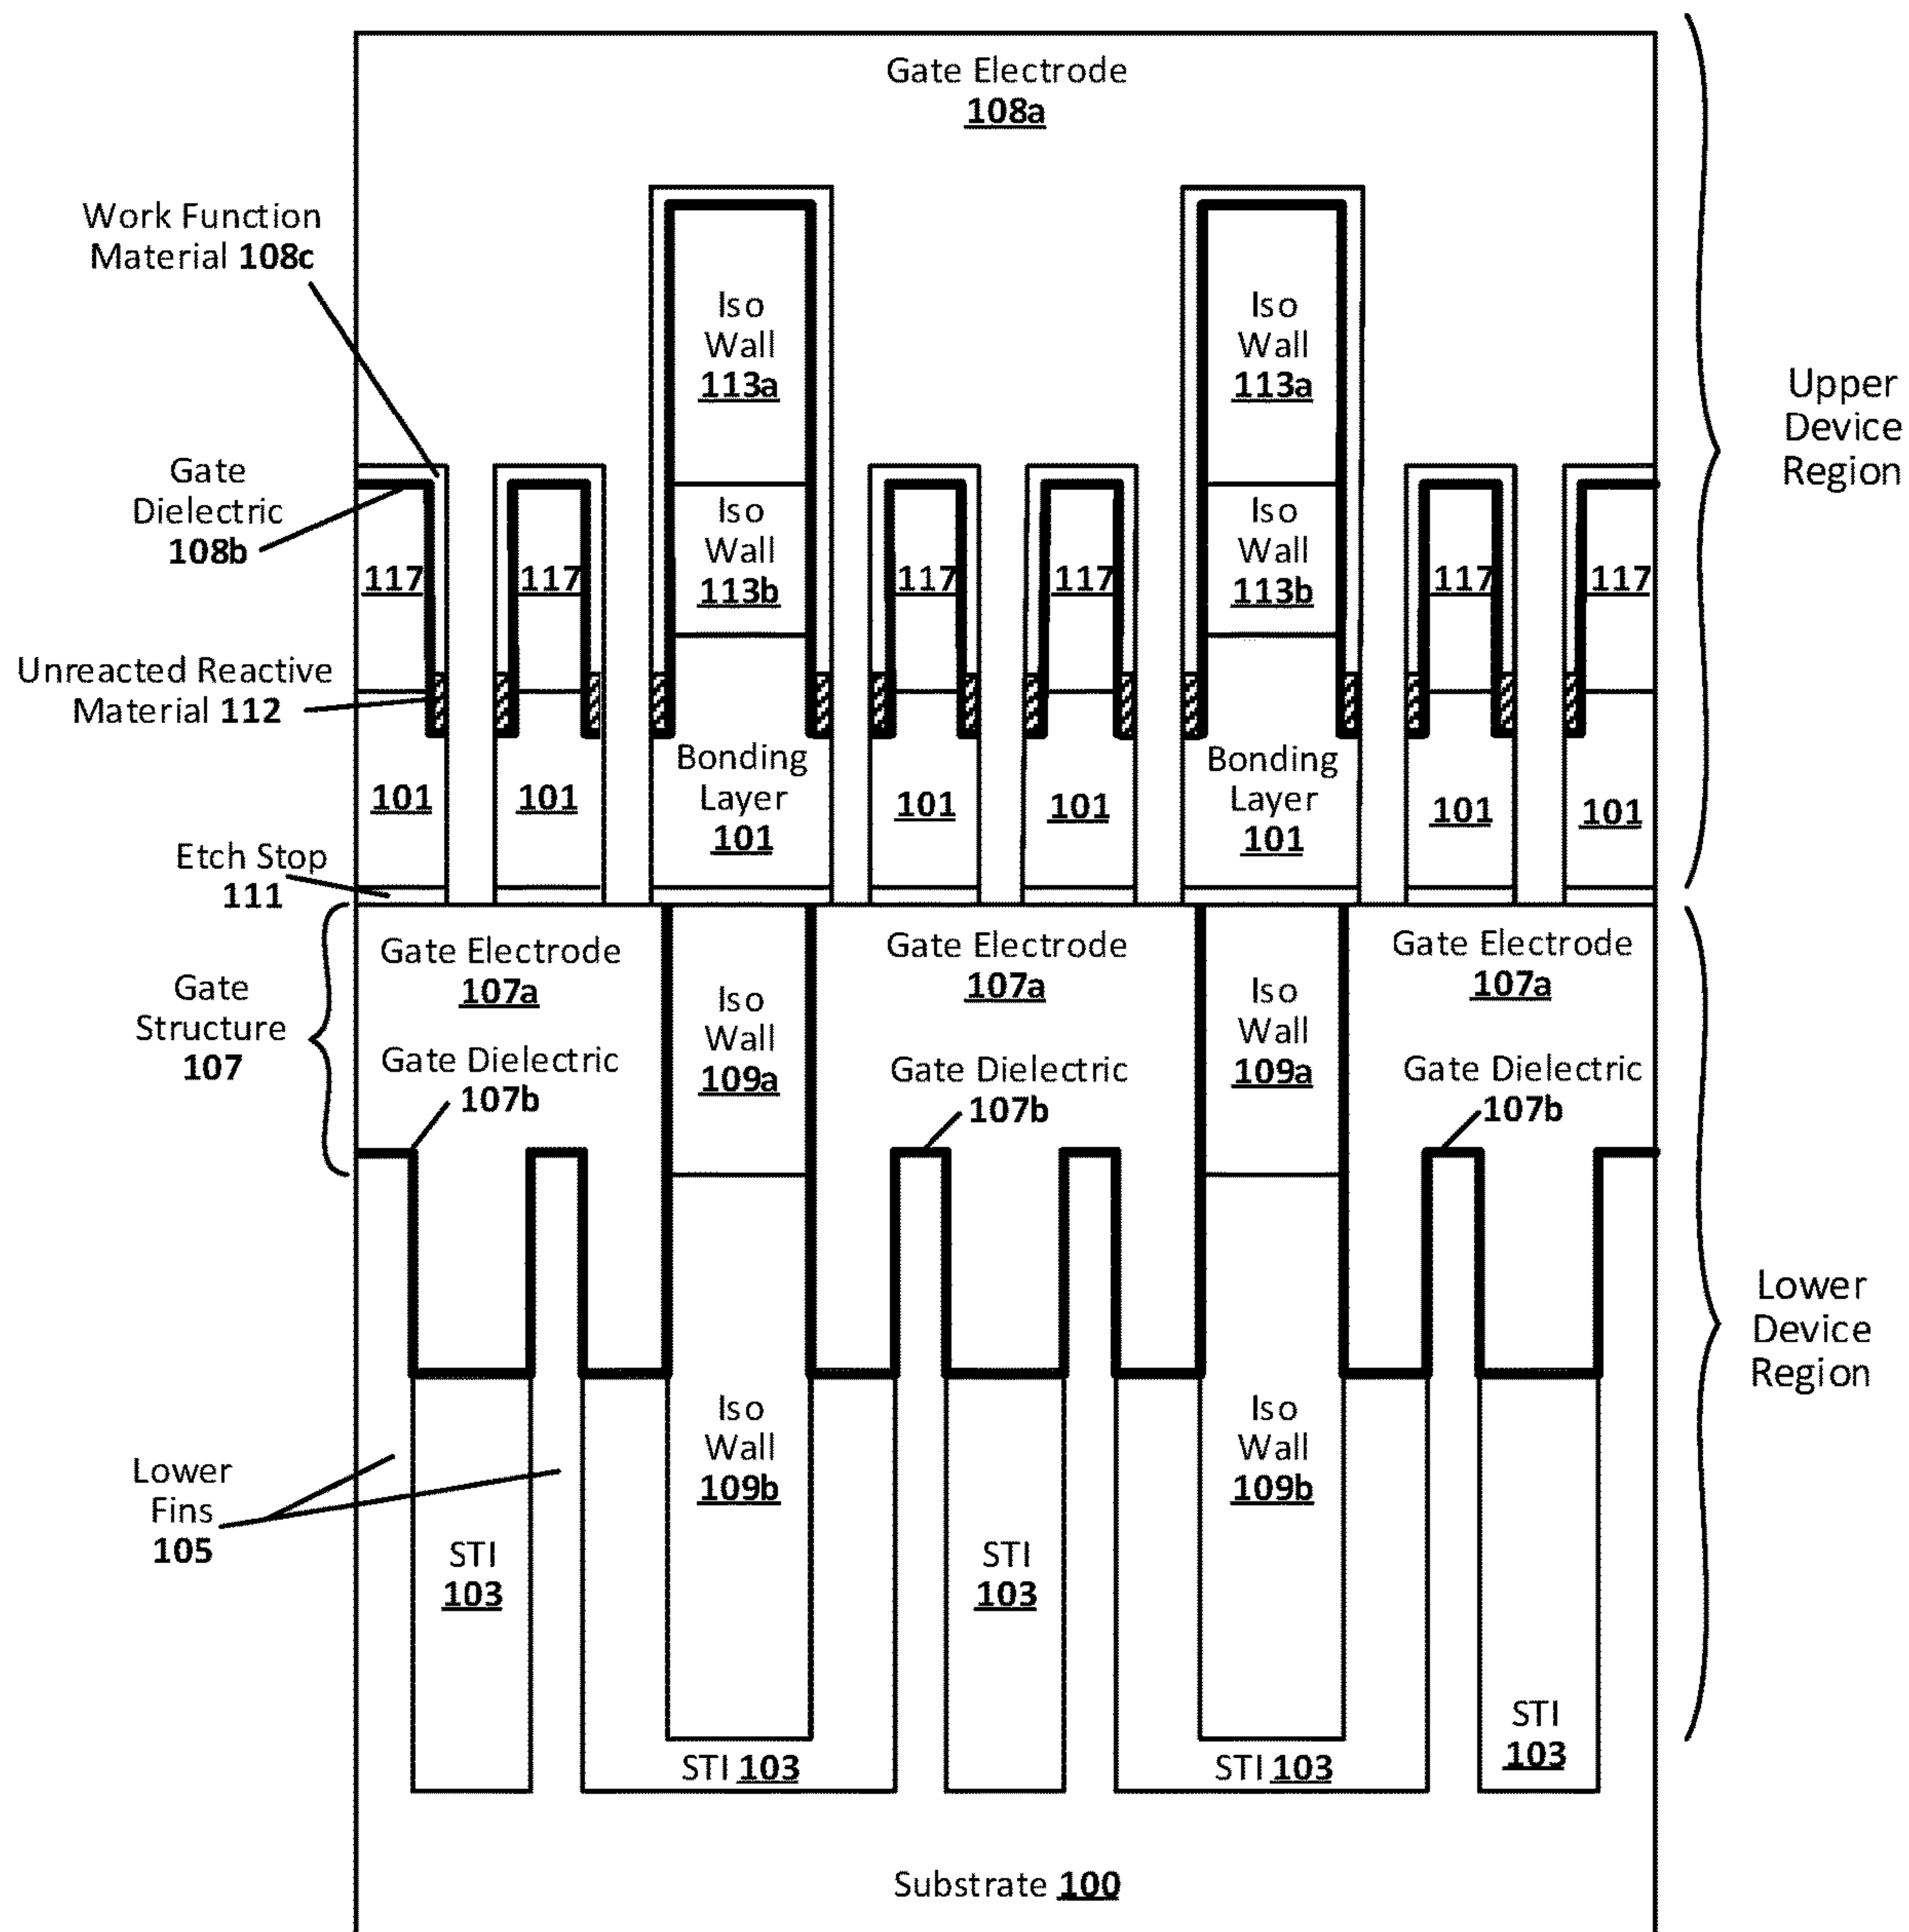 Gate Electrode
108a
Work Function
Material 108c
Iso
Wall
113a
Iso
Wall
113a
Upper
Device
Region
Gate
Dielectric
108b
Iso
Wall
113b
Iso
Wall
113b
117
117
117
117
117
117
Unreacted Reactive
Material 112
Bonding
Layer
101
Bonding
Layer
101
101
101
101
101
101
101
Etch Stop
111
Gate Electrode
107a
Gate Electrode
107a
Gate Electrode
107a
Gate
Structure
107
Iso
Wall
109a
Iso
Wall
109a
Gate Dielectric
107b
Gate Dielectric
107b
Gate Dielectric
107b
Lower
Device
Region
Iso
Wall
109b
Iso
Wall
109b
Lower
Fins
105
STI
103
STI
103
STI
103
STI 103
STI 103
Substrate 100